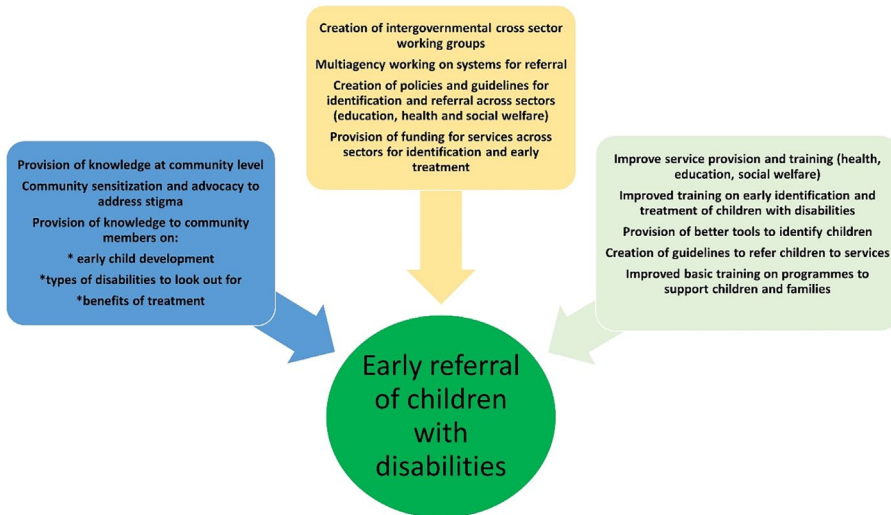 Creation of intergovernmental cross sector
working groups
Multiagency working on systems for referral
Creation of policies and guidelines for
identification and referral across sectors
(education, health and social welfare)
Provision of funding for services across
sectors for identification and early
treatment
Provision of knowledge at community level
Community sensitization and advocacy to
address stigma
Provision of knowledge to community
members on:
* early child development
*types of disabilities to look out for
*benefits of treatment
Improve service provision and training (health,
education, social welfare)
Improved training on early identification and
treatment of children with disabilities
Provision of better tools to identify children
Creation of guidelines to refer children to services
Improved basic training on programmes to
support children and families
Early referral
of children
with
disabilities